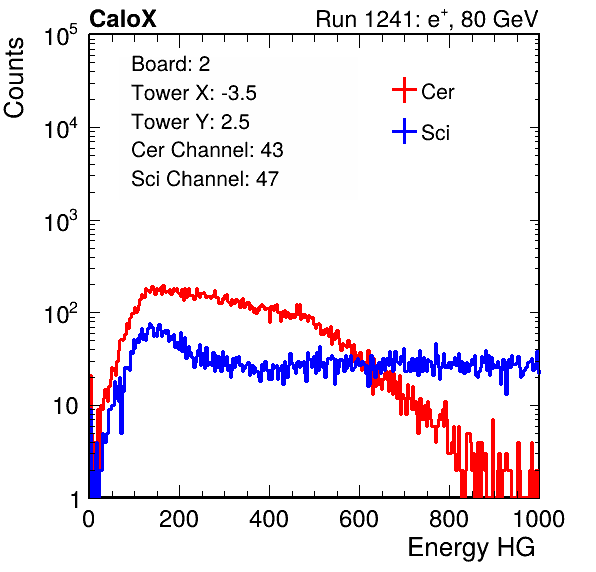 CaloX
Run 1241: e+, 80 GeV
Counts
Board: 2
Tower X: -3.5
Tower Y: 2.5
Cer Channel: 43
Sci Channel: 47
Cer
Sci
10^5
10^4
10^3
10^2
10
1
0 200 400 600 800 1000
Energy HG